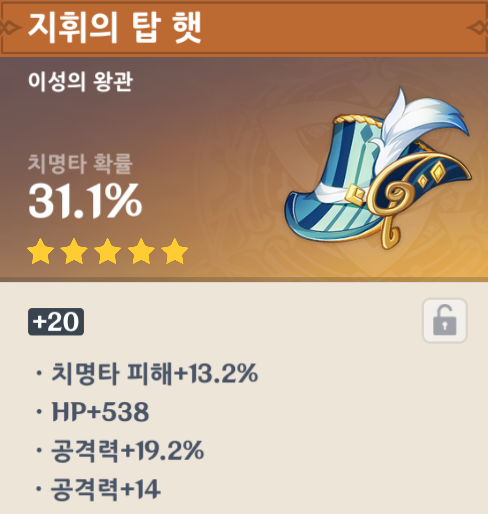 지휘의 탑 햇
이성의 왕관
치명타 확률
31.1%
+20
· 치명타 피해+13.2%
· HP+538
· 공격력+19.2%
· 공격력+14